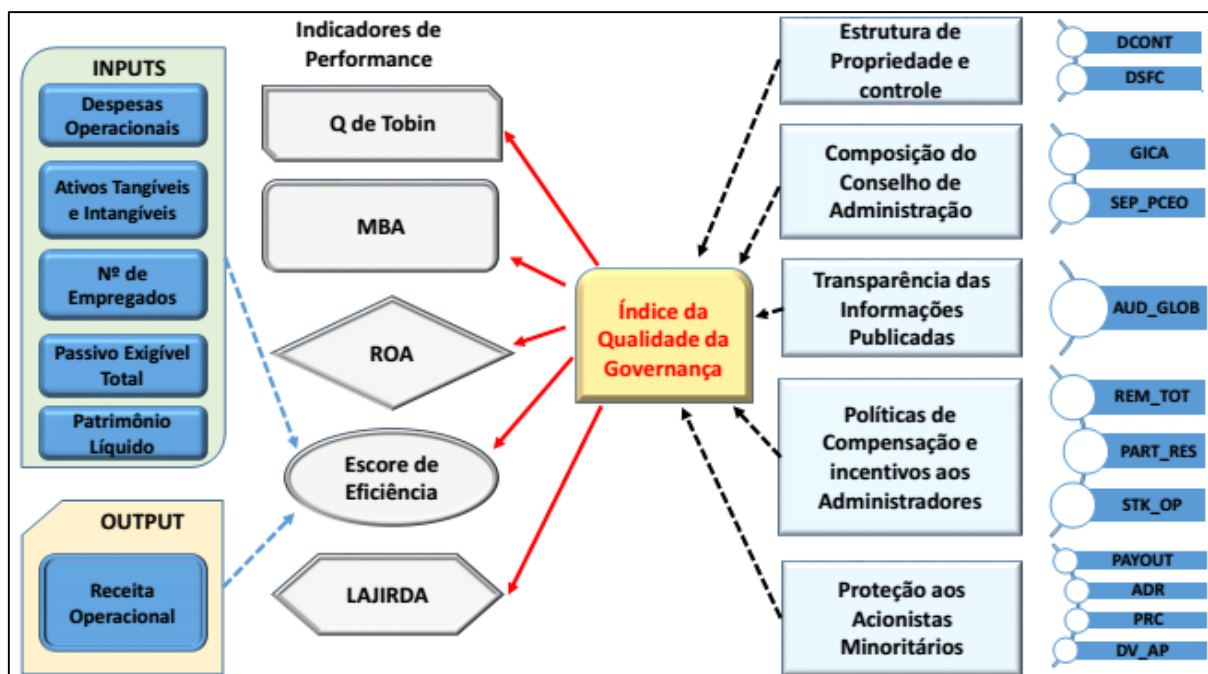 INPUTS
Despesas
Operacionais
Ativos Tangíveis
e Intangíveis
Nº de
Empregados
Passivo Exigível
Total
Patrimônio
Líquido
OUTPUT
Receita
Operacional
Indicadores de
Performance
Q de Tobin
MBA
ROA
Escore de
Eficiência
LAJIRDA
Índice da
Qualidade da
Governança
Estrutura de
Propriedade e
controle
Composição do
Conselho de
Administração
Transparência das
Informações
Publicadas
Políticas de
Compensação e
incentivos aos
Administradores
Proteção aos
Acionistas
Minoritários
DCONT
DSFC
GICA
SEP_PCEO
AUD_GLOB
REM_TOT
PART_RES
STK_OP
PAYOUT
ADR
PRC
DV_AP